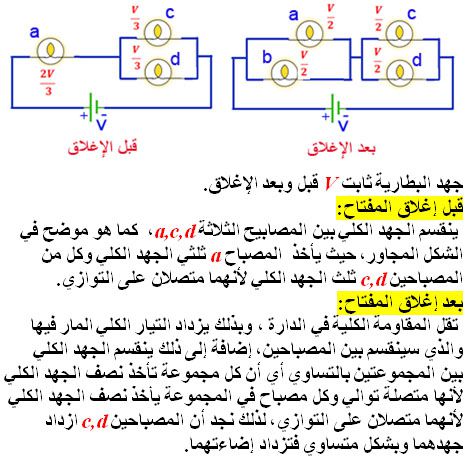 a
V/3
c
V/3
d
2V/3
+ V -
قبل الإغلاق
a
V/2
c
V/2
b
V/2
d
V/2
+ V -
بعد الإغلاق
جهد البطارية ثابت V قبل وبعد الإغلاق.
قبل إغلاق المفتاح:
ينقسم الجهد الكلي بين المصابيح الثلاثة a,c,d، كما هو موضح في
الشكل المجاور، حيث يأخذ المصباح a ثلثي الجهد الكلي وكل من
المصباحين c,d ثلث الجهد الكلي لأنهما متصلان على التوازي.
بعد إغلاق المفتاح:
تقل المقاومة الكلية في الدارة ، وبذلك يزداد التيار الكلي المار فيها
والذي سينقسم بين المصباحين، إضافة إلى ذلك ينقسم الجهد الكلي
بين المجموعتين بالتساوي أي أن كل مجموعة تأخذ نصف الجهد الكلي
لأنها متصلة توالي وكل مصباح في المجموعة يأخذ نصف الجهد الكلي
لأنهما متصلان على التوازي، لذلك نجد أن المصباحين c,d ازداد
جهدهما وبشكل متساوي فتزداد إضاءتهما.